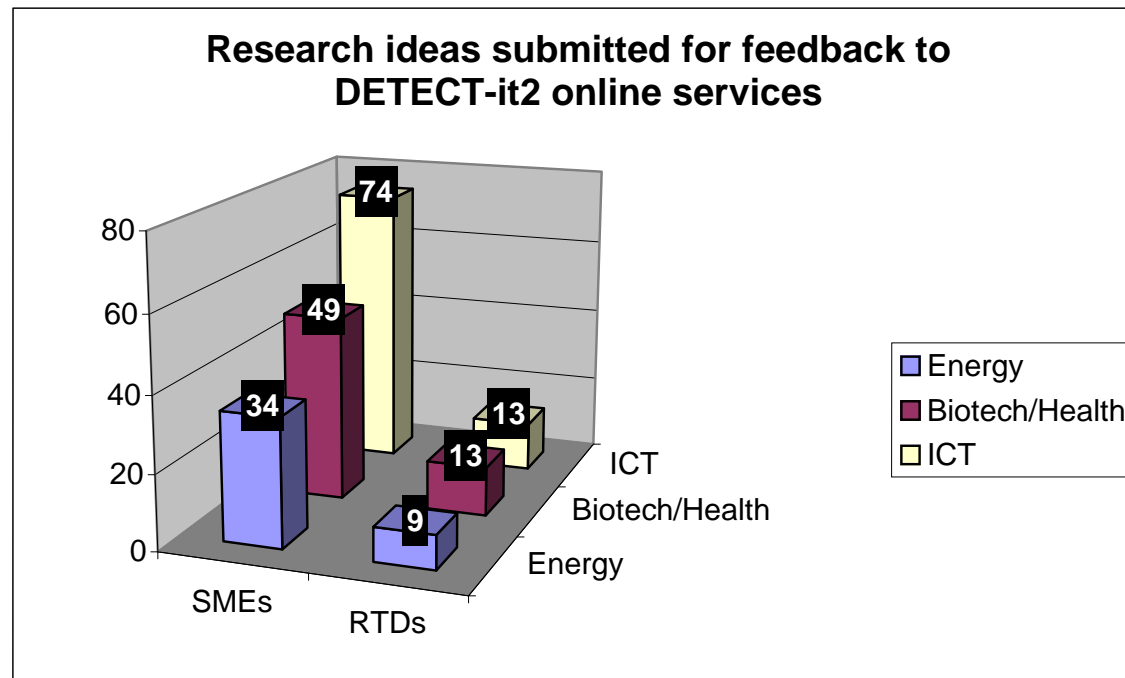 Research ideas submitted for feedback to
DETECT-it2 online services
80
60
40
20
0
74
49
34
13
13
9
SMEs
RTDs
ICT
Biotech/Health
Energy
Energy
Biotech/Health
ICT